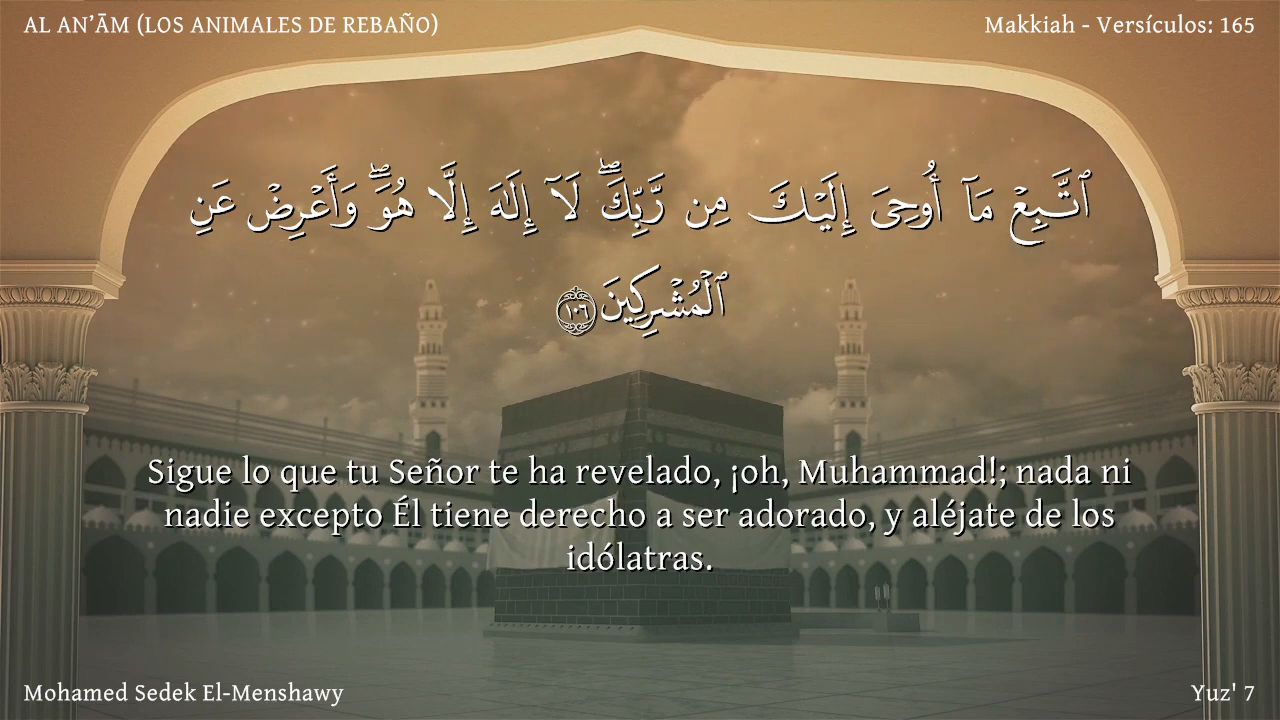 AL AN’ĀM (LOS ANIMALES DE REBAÑO)
Makkiah - Versículos: 165
ٱتَّبِعْ مَآ أُوحِىَ إِلَيْكَ مِن رَّبِّكَ ۖ لَآ إِلَـٰهَ إِلَّا هُوَ ۖ وَأَعْرِضْ عَنِ
ٱلْمُشْرِكِينَ ١٠٦
Sigue lo que tu Señor te ha revelado, ¡oh, Muhammad!; nada ni
nadie excepto Él tiene derecho a ser adorado, y aléjate de los
idólatras.
Mohamed Sedek El-Menshawy
Yuz' 7